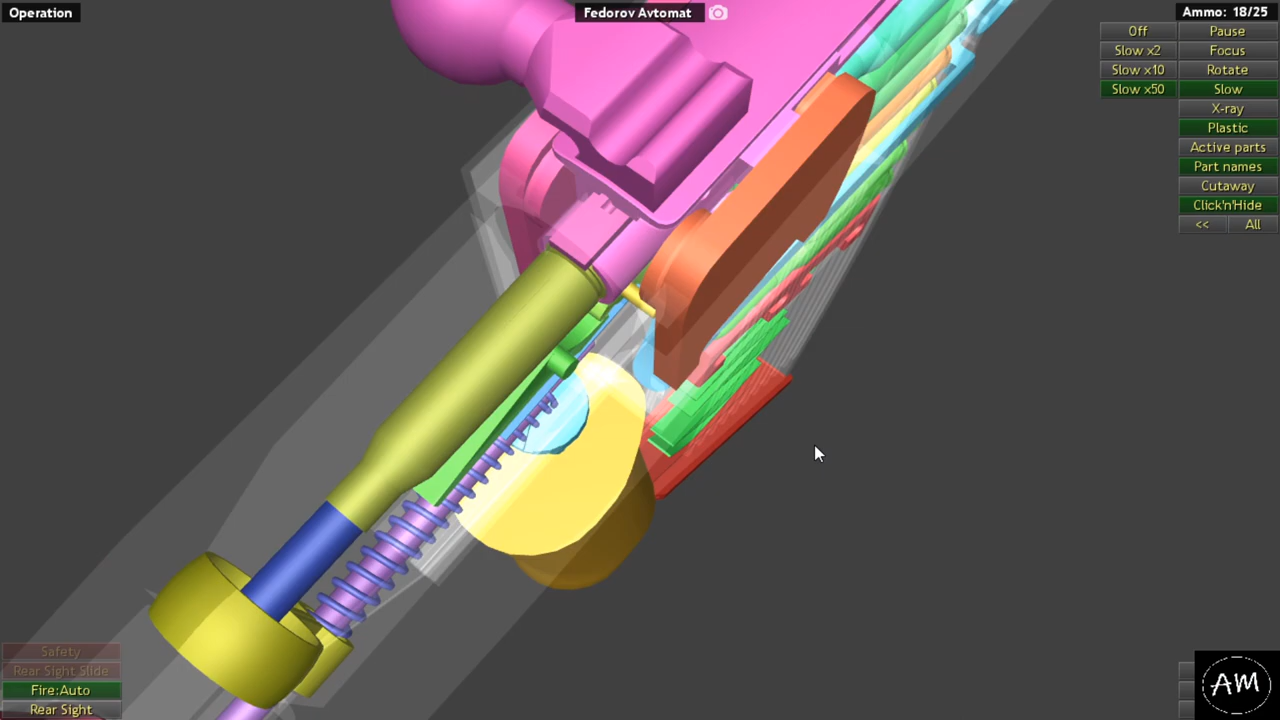 Operation
Fedorov Avtomat
Ammo: 18/25
Off
Pause
Slow x2
Focus
Slow x10
Rotate
Slow x50
Slow
X-ray
Plastic
Active parts
Part names
Cutaway
Click'n'Hide
<<
All
Safety
Rear Sight Slide
Fire:Auto
Rear Sight
AM